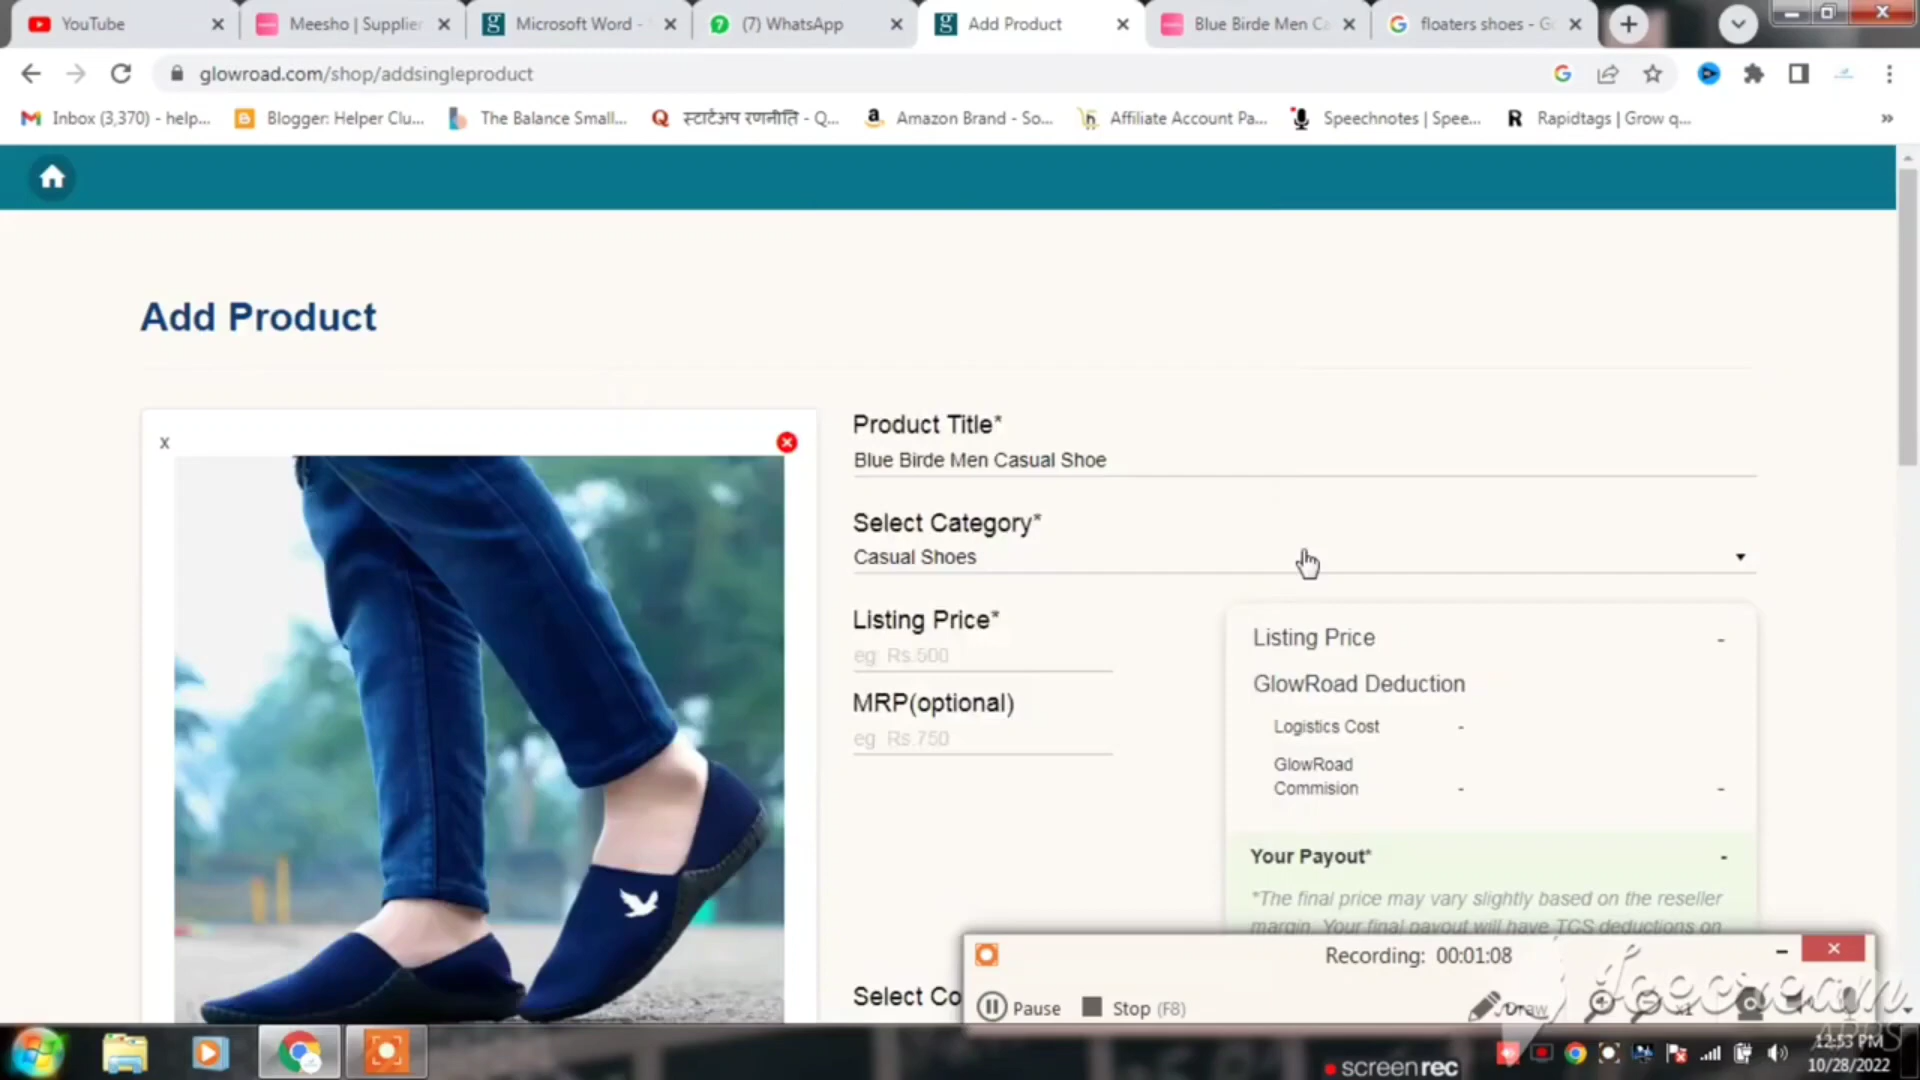 YouTube
Meesho | Supplier
Microsoft Word -
(7) WhatsApp
Add Product
Blue Birde Men Ca
floaters shoes - G
glowroad.com/shop/addsingleproduct
Inbox (3,370) - help...
Blogger: Helper Clu...
The Balance Small...
स्टार्टअप रणनीति - Q...
Amazon Brand - So...
Affiliate Account Pa...
Speechnotes | Spee...
Rapidtags | Grow q...
Add Product
x
Product Title*
Blue Birde Men Casual Shoe
Select Category*
Casual Shoes
Listing Price*
eg: Rs.500
MRP(optional)
eg: Rs.750
Listing Price -
GlowRoad Deduction
Logistics Cost -
GlowRoad
Commision - -
Your Payout* -
*The final price may vary slightly based on the reseller
margin. Your final payout will have TCS deductions on
Select Co
Recording: 00:01:08
Pause
Stop (F8)
Draw
x1
screenrec
12:53 PM
10/28/2022